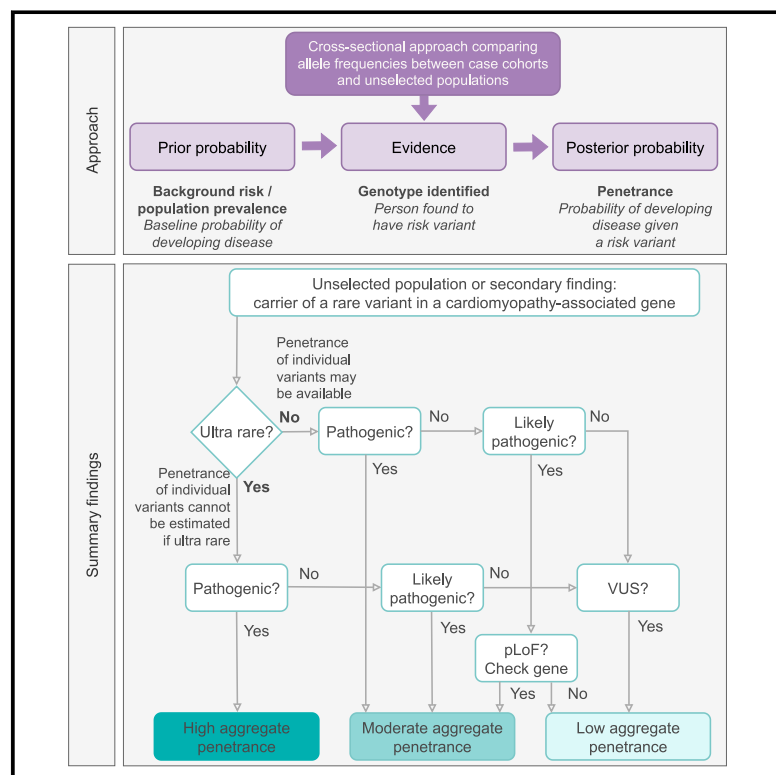 Approach
Cross-sectional approach comparing
allele frequencies between case cohorts
and unselected populations
Prior probability
Evidence
Posterior probability
Background risk /
population prevalence
Baseline probability of
developing disease
Genotype identified
Person found to
have risk variant
Penetrance
Probability of developing
disease given
a risk variant
Summary findings
Unselected population or secondary finding:
carrier of a rare variant in a cardiomyopathy-associated gene
Penetrance
of individual
variants may
be available
Ultra rare?
No
Pathogenic?
No
Likely
pathogenic?
No
Yes
Yes
Penetrance
of individual
variants cannot
be estimated
if ultra rare
Yes
Pathogenic?
No
Likely
pathogenic?
No
VUS?
Yes
Yes
Yes
pLoF?
Check gene
Yes
No
High aggregate
penetrance
Moderate aggregate
penetrance
Low aggregate
penetrance